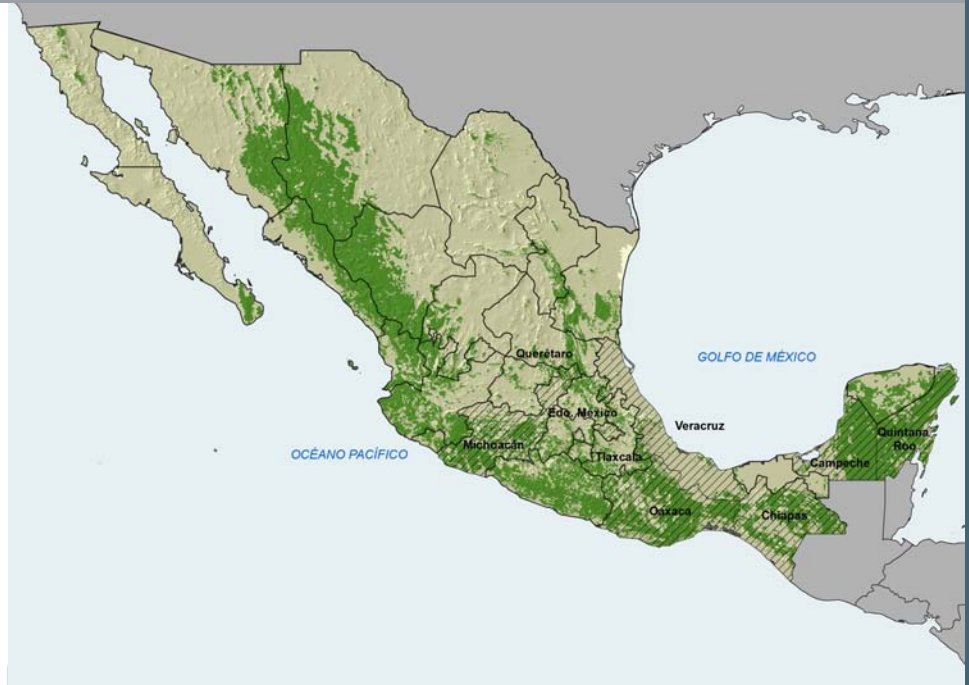 Querétaro
GOLFO DE MÉXICO
Edo. México
Veracruz
Quintana
Roo
Michoacán
OCÉANO PACÍFICO
Tlaxcala
Campeche
Oaxaca
Chiapas